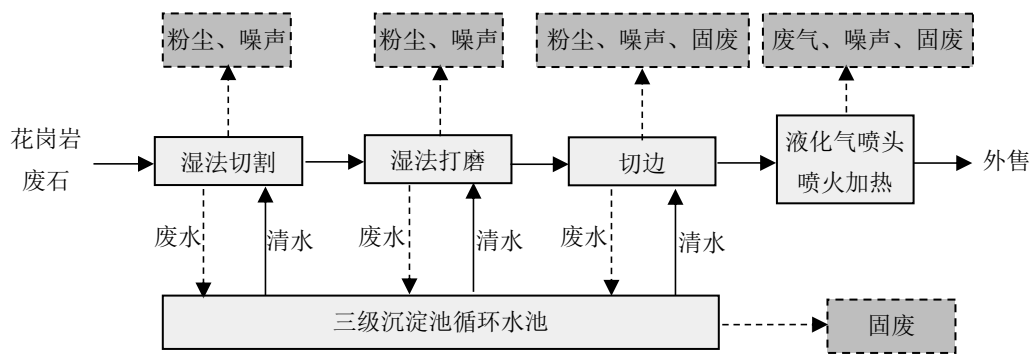 粉尘、噪声
粉尘、噪声
粉尘、噪声、固废
废气、噪声、固废
花岗岩
废石
湿法切割
湿法打磨
切边
液化气喷头
喷火加热
外售
废水
清水
废水
清水
废水
清水
三级沉淀池循环水池
固废